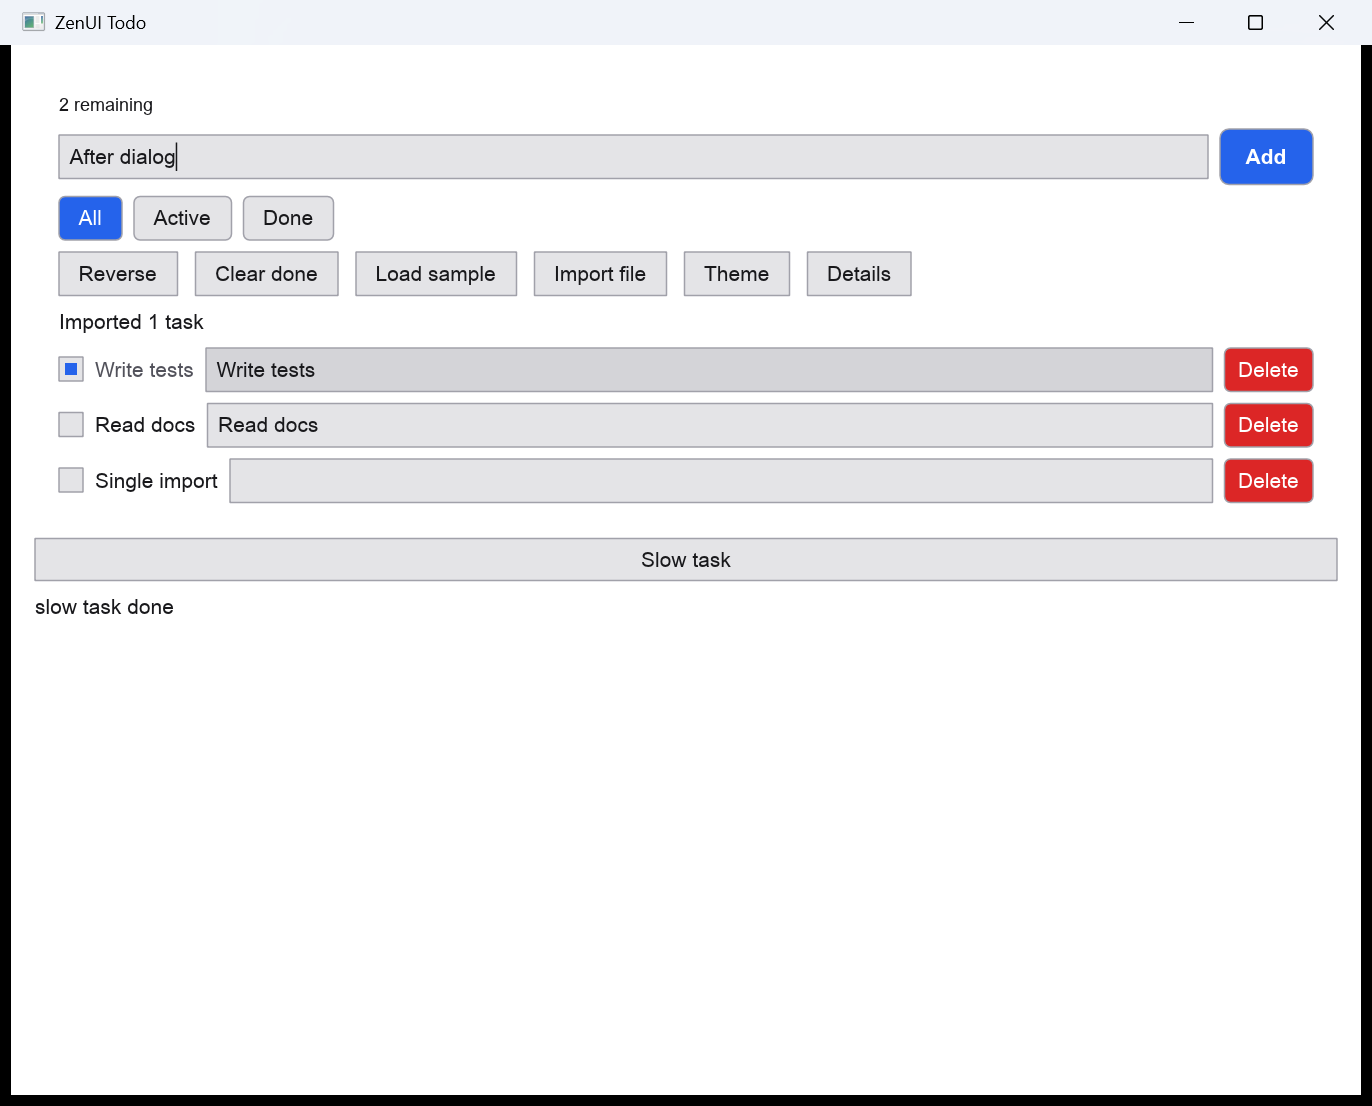 ZenUI Todo
2 remaining
After dialog Add
All Active Done
Reverse Clear done Load sample Import file Theme Details
Imported 1 task
Write tests Write tests Delete
Read docs Read docs Delete
Single import Delete
Slow task
slow task done